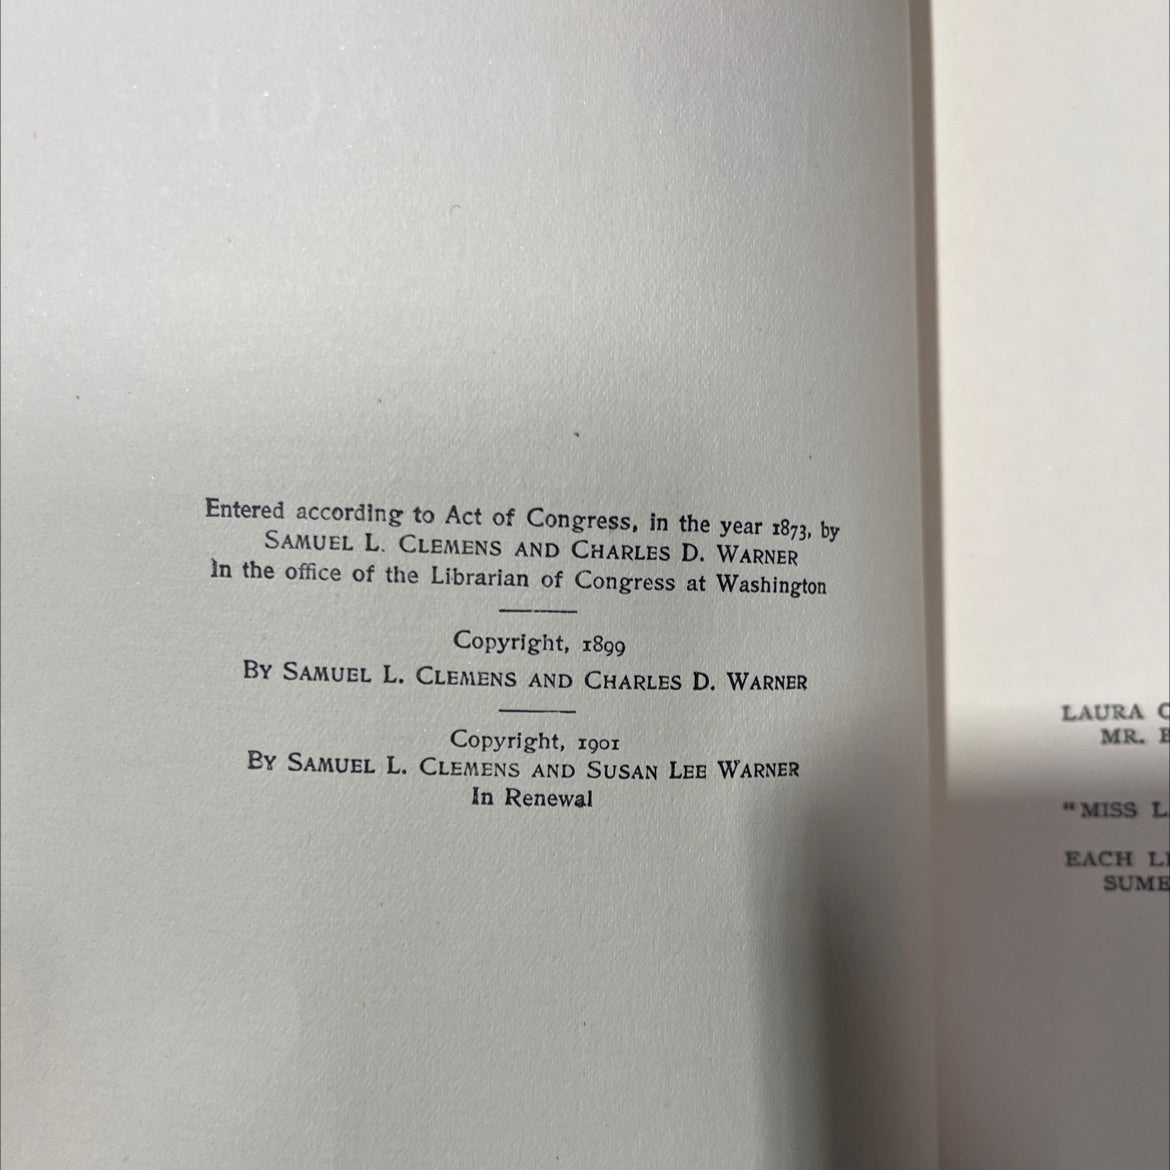 Entered according to Act of Congress, in the year 1873, by
SAMUEL L. CLEMENS AND CHARLES D. WARNER
In the office of the Librarian of Congress at Washington
Copyright, 1899
BY SAMUEL L. CLEMENS AND CHARLES D. WARNER
Copyright, 1901
BY SAMUEL L. CLEMENS AND SUSAN LEE WARNER
In Renewal
LAURA
MR.
"MISS
EACH